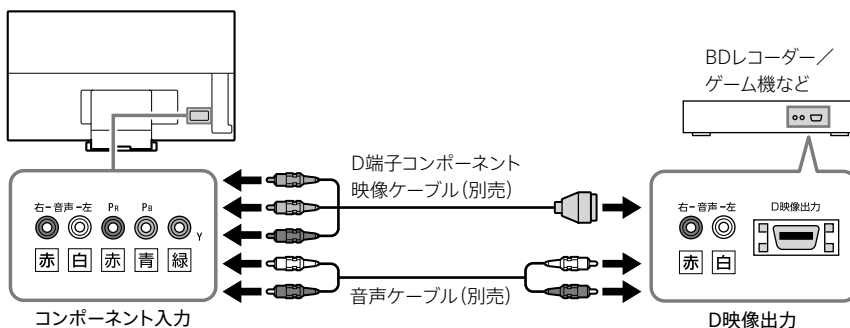 BDレコーダー／
ゲーム機など
D端子コンポーネント
映像ケーブル（別売）
右-音声-左 PR PB
Y
赤 白 赤 青 緑
コンポーネント入力
音声ケーブル（別売）
右-音声-左 D映像出力
赤 白
D映像出力